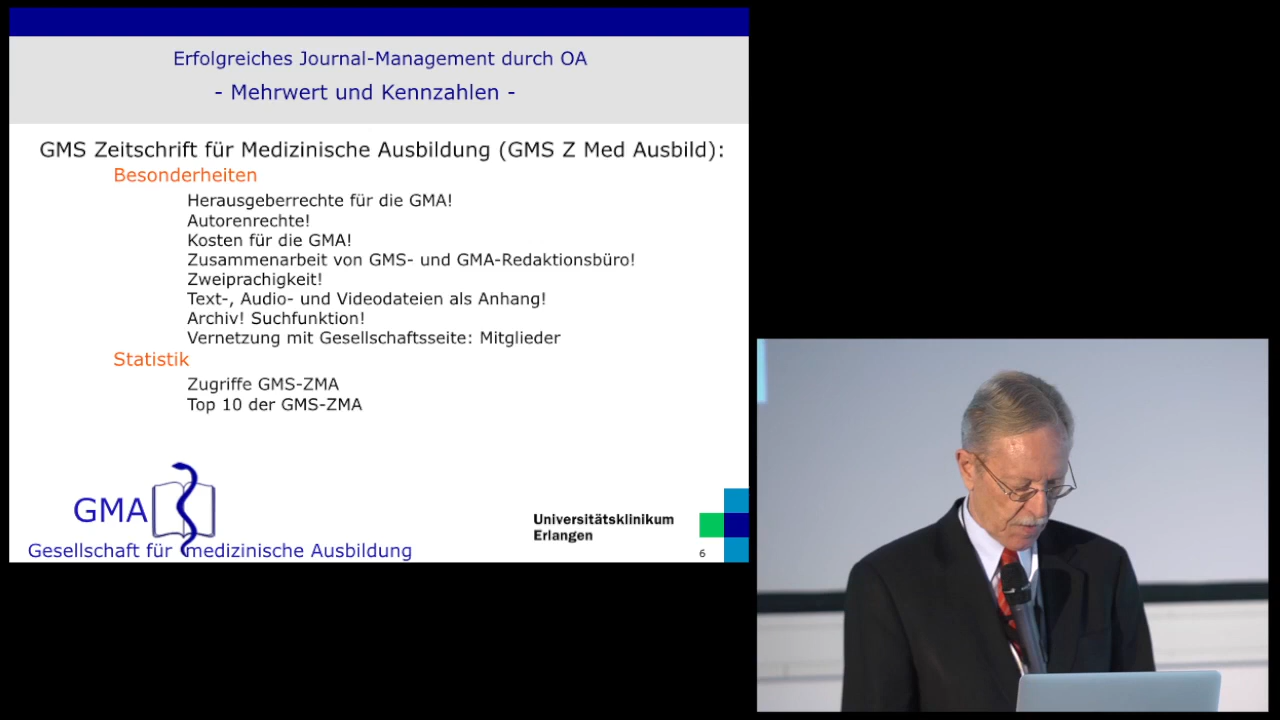 Erfolgreiches Journal-Management durch OA
- Mehrwert und Kennzahlen -
GMS Zeitschrift für Medizinische Ausbildung (GMS Z Med Ausbild):
Besonderheiten
Herausgeberrechte für die GMA!
Autorenrechte!
Kosten für die GMA!
Zusammenarbeit von GMS- und GMA-Redaktionsbüro!
Zweiprachigkeit!
Text-, Audio- und Videodateien als Anhang!
Archiv! Suchfunktion!
Vernetzung mit Gesellschaftsseite: Mitglieder
Statistik
Zugriffe GMS-ZMA
Top 10 der GMS-ZMA
GMA
Gesellschaft für medizinische Ausbildung
Universitätsklinikum
Erlangen
6